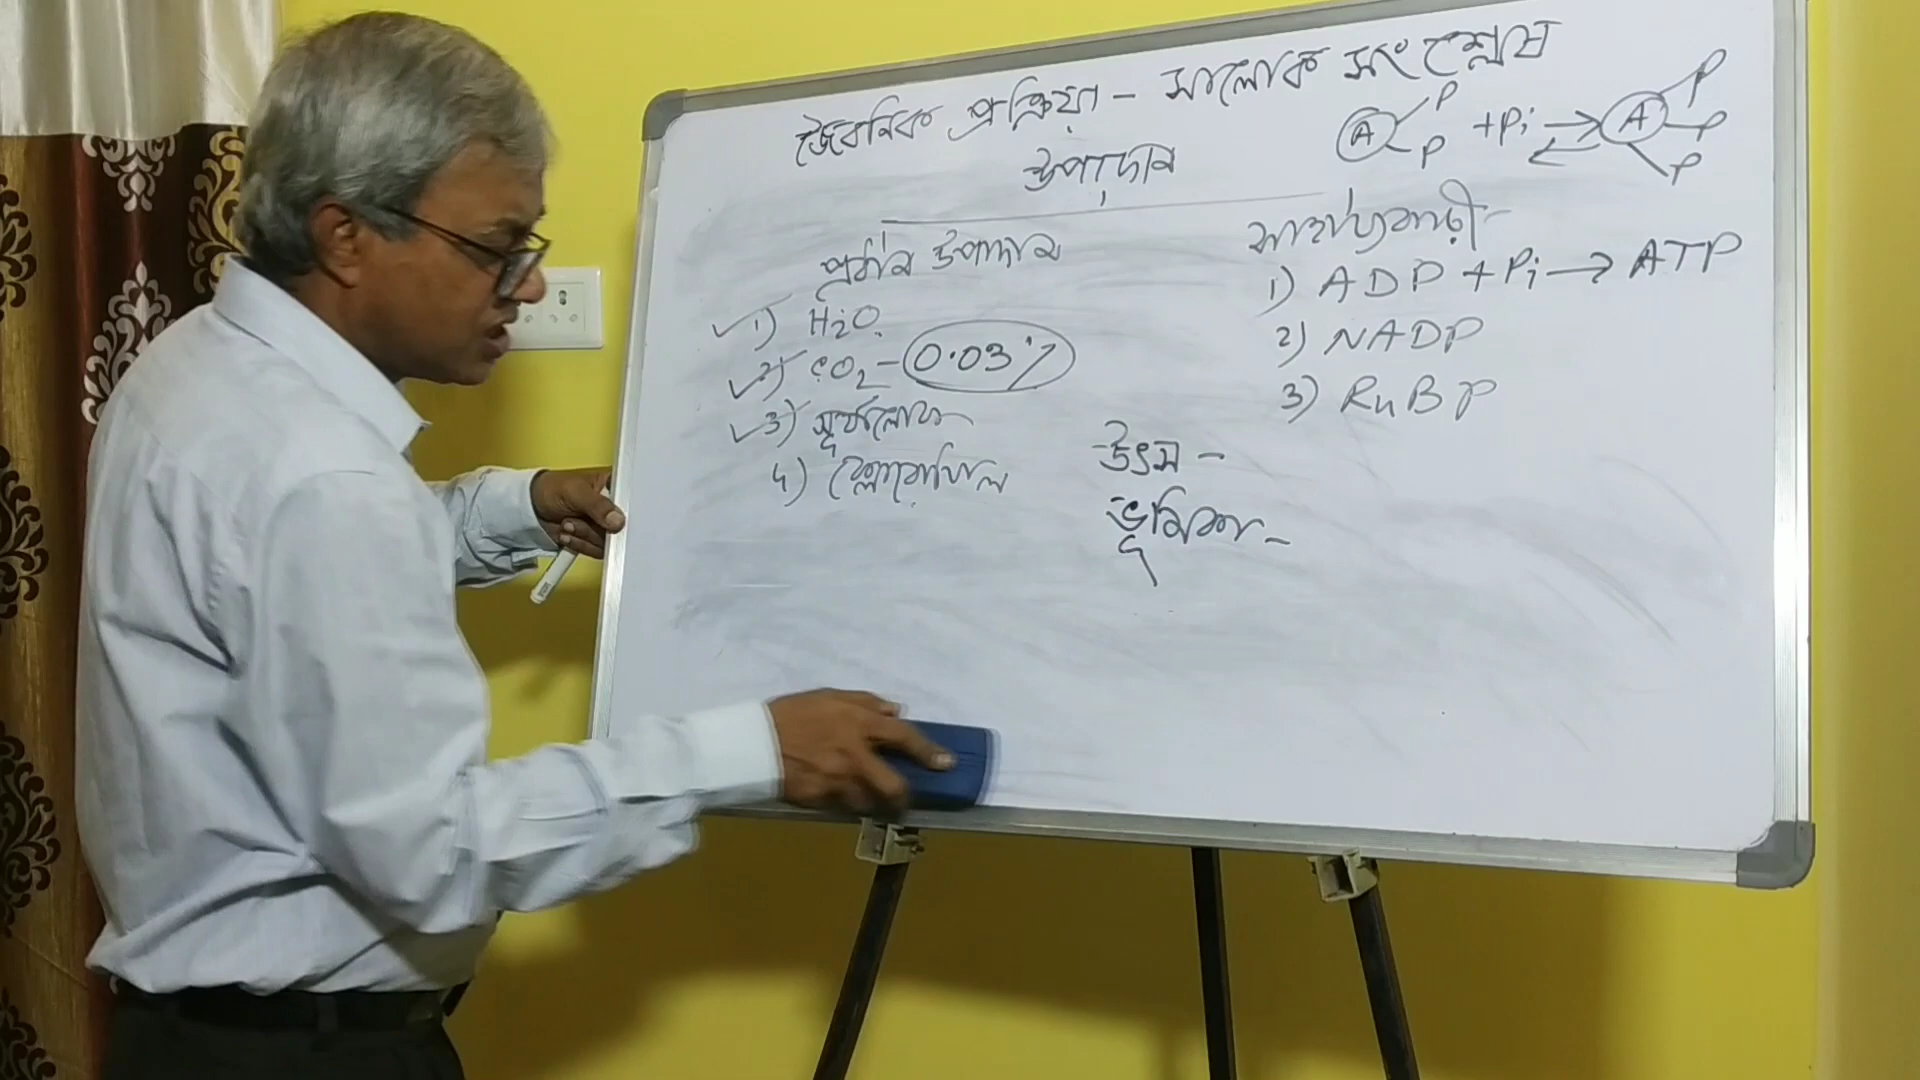 জৈবনিক প্রক্রিয়া - সালোক সংশ্লেষ
উপাদান
A P P + Pi ⇌ A P P P
প্রধান উপাদান
✓ 1) H2O
✓ 2) CO2 - 0.03%
✓ 3) সূর্যালোক
4) ক্লোরোফিল
সাহায্যকারী -
1) ADP + Pi → ATP
2) NADP
3) RuBP
উৎস -
ভূমিকা -